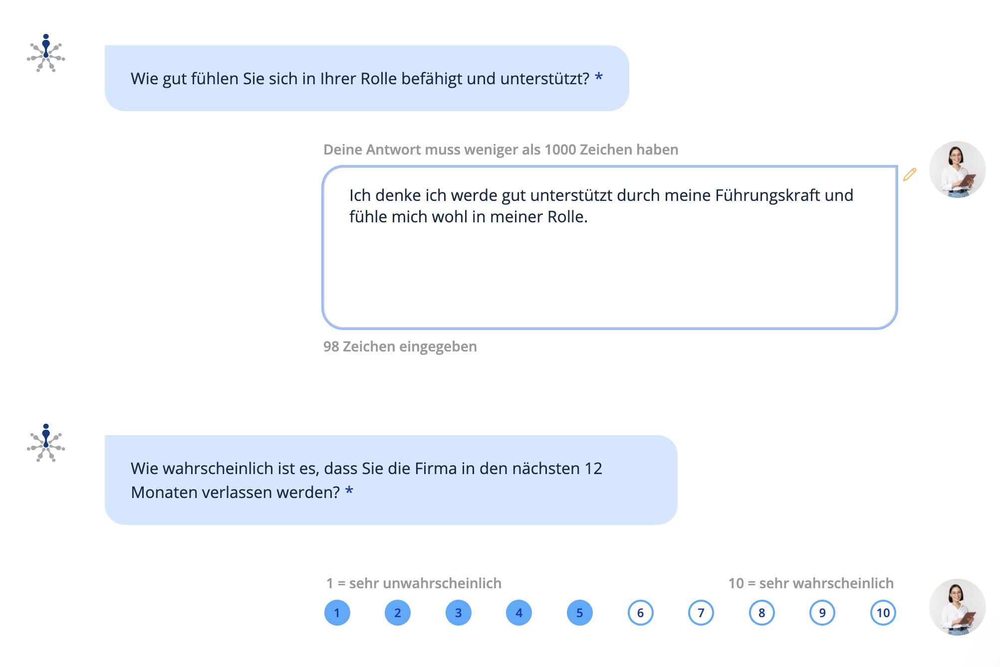 Wie gut fühlen Sie sich in Ihrer Rolle befähigt und unterstützt? *
Deine Antwort muss weniger als 1000 Zeichen haben
Ich denke ich werde gut unterstützt durch meine Führungskraft und
fühle mich wohl in meiner Rolle.
98 Zeichen eingegeben
Wie wahrscheinlich ist es, dass Sie die Firma in den nächsten 12
Monaten verlassen werden? *
1 = sehr unwahrscheinlich 10 = sehr wahrscheinlich
1 2 3 4 5 6 7 8 9 10